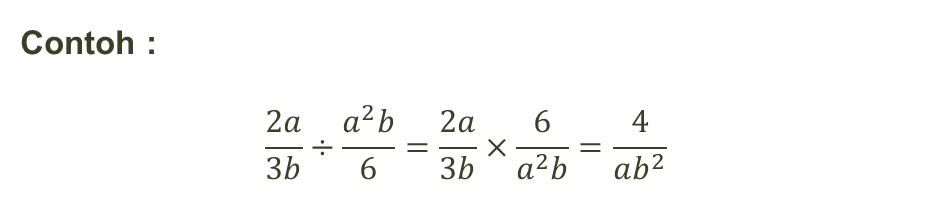 Contoh :
2a/3b ÷ a²b/6 = 2a/3b × 6/a²b = 4/ab²